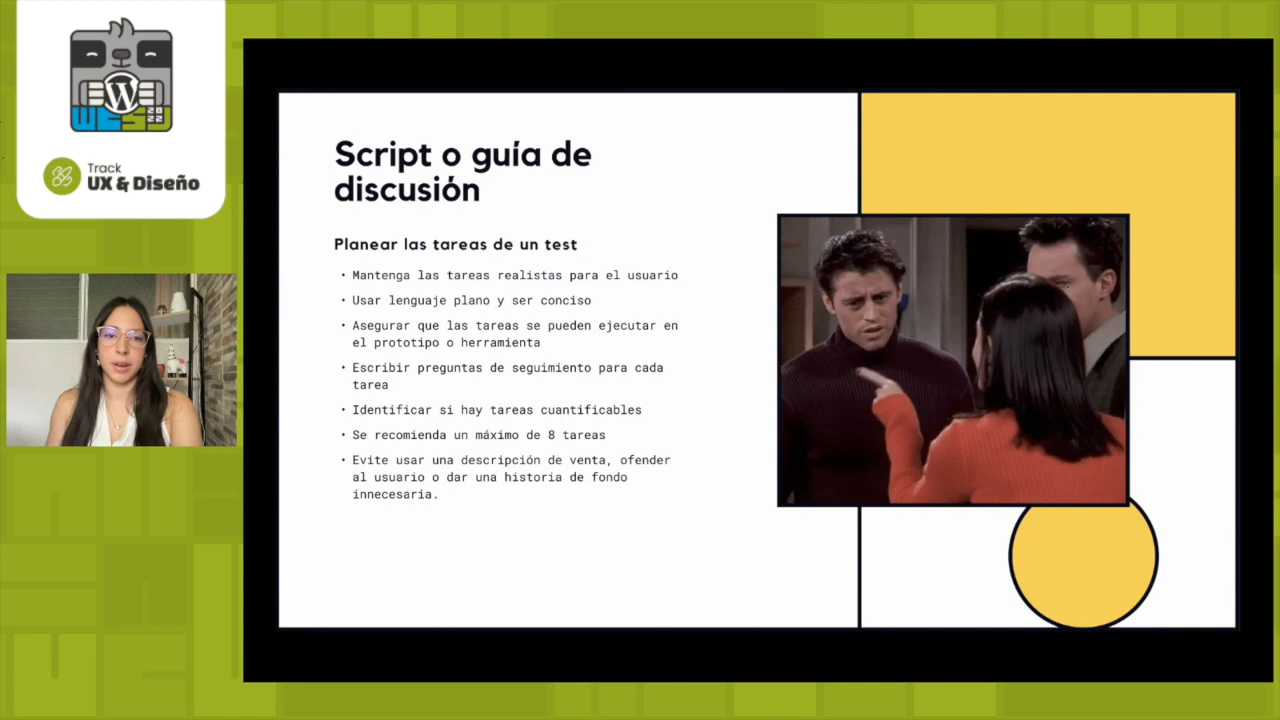 WESJ
2022
Track
UX & Diseño
Script o guía de
discusión
Planear las tareas de un test
• Mantenga las tareas realistas para el usuario
• Usar lenguaje plano y ser conciso
• Asegurar que las tareas se pueden ejecutar en
el prototipo o herramienta
• Escribir preguntas de seguimiento para cada
tarea
• Identificar si hay tareas cuantificables
• Se recomienda un máximo de 8 tareas
• Evite usar una descripción de venta, ofender
al usuario o dar una historia de fondo
innecesaria.